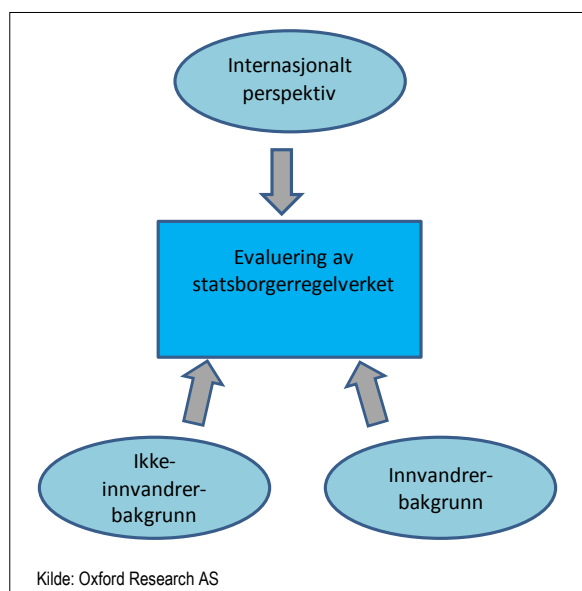 Internasjonalt
perspektiv
Evaluering av
statsborgerregelverket
Ikke-
innvandrer-
bakgrunn
Innvandrer-
bakgrunn
Kilde: Oxford Research AS